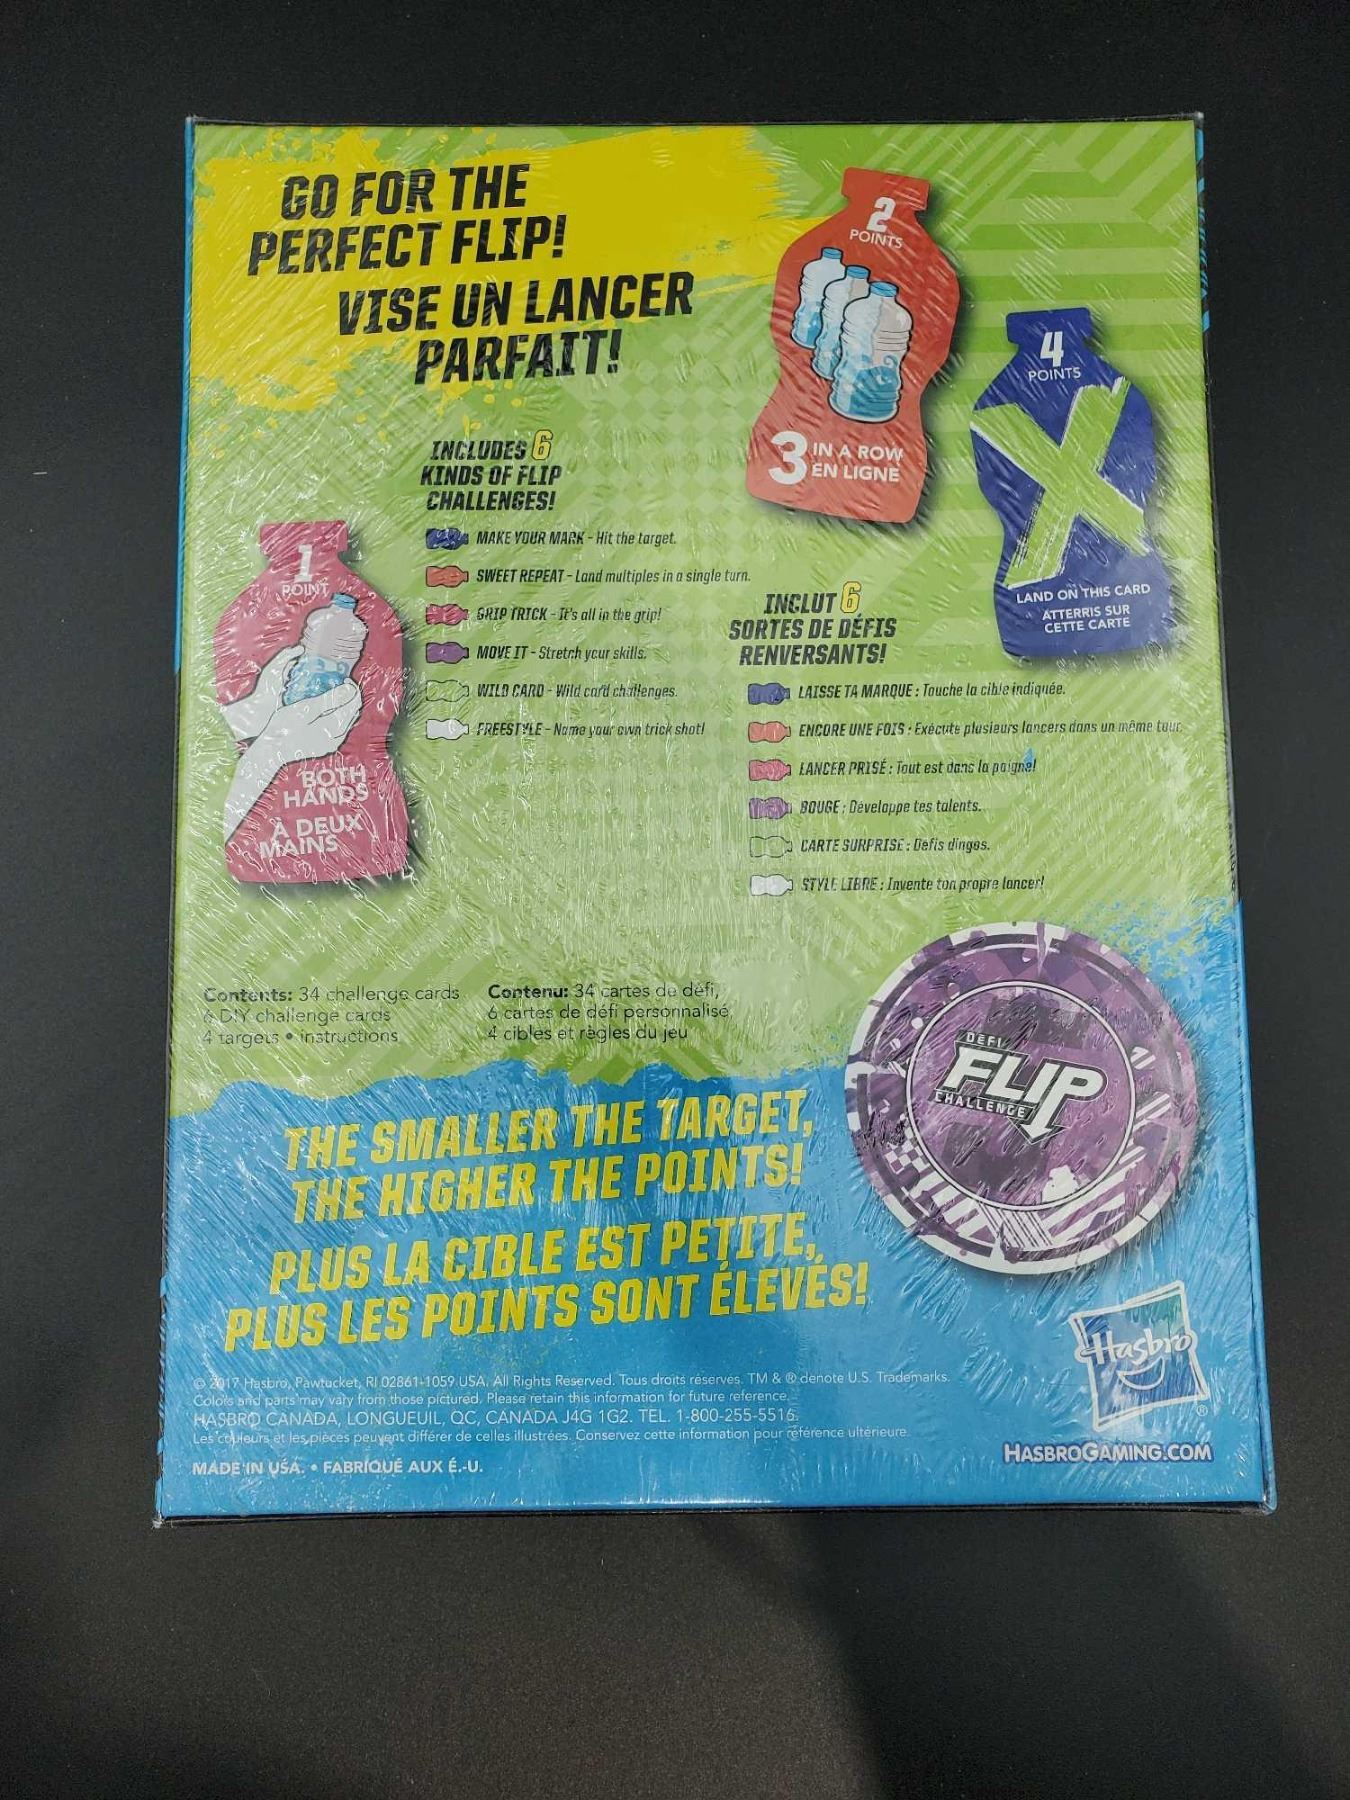 GO FOR THE
PERFECT FLIP!
VISE UN LANCER
PARFAIT!
2
POINTS
3 IN A ROW
EN LIGNE
4
POINTS
X
LAND ON THIS CARD
ATTERRIS SUR
CETTE CARTE
1
POINT
BOTH
HANDS
À DEUX
MAINS
INCLUDES 6
KINDS OF FLIP
CHALLENGES!
MAKE YOUR MARK - Hit the target.
SWEET REPEAT - Land multiples in a single turn.
GRIP TRICK - It's all in the grip!
MOVE IT - Stretch your skills.
WILD CARD - Wild card challenges.
FREESTYLE - Name your own trick shot!
INCLUT 6
SORTES DE DÉFIS
RENVERSANTS!
LAISSE TA MARQUE : Touche la cible indiquée.
ENCORE UNE FOIS : Exécute plusieurs lancers dans un même tour.
LANCER PRISÉ : Tout est dans la poigne!
BOUGE : Développe tes talents.
CARTE SURPRISE : Défis dingos.
STYLE LIBRE : Invente ton propre lancer!
Contents: 34 challenge cards
6 DIY challenge cards
4 targets • instructions
Contenu: 34 cartes de défi,
6 cartes de défi personnalisé,
4 cibles et règles du jeu
DÉFI
FLIP
CHALLENGE
THE SMALLER THE TARGET,
THE HIGHER THE POINTS!
PLUS LA CIBLE EST PETITE,
PLUS LES POINTS SONT ÉLEVÉS!
Hasbro
®
HASBROGAMING.COM
© 2017 Hasbro, Pawtucket, RI 02861-1059 USA. All Rights Reserved. Tous droits réservés. TM & ® denote U.S. Trademarks.
Colors and parts may vary from those pictured. Please retain this information for future reference.
HASBRO CANADA, LONGUEUIL, QC, CANADA J4G 1G2. TEL. 1-800-255-5516.
Les couleurs et les pièces peuvent différer de celles illustrées. Conservez cette information pour référence ultérieure.
MADE IN USA. • FABRIQUÉ AUX É.-U.